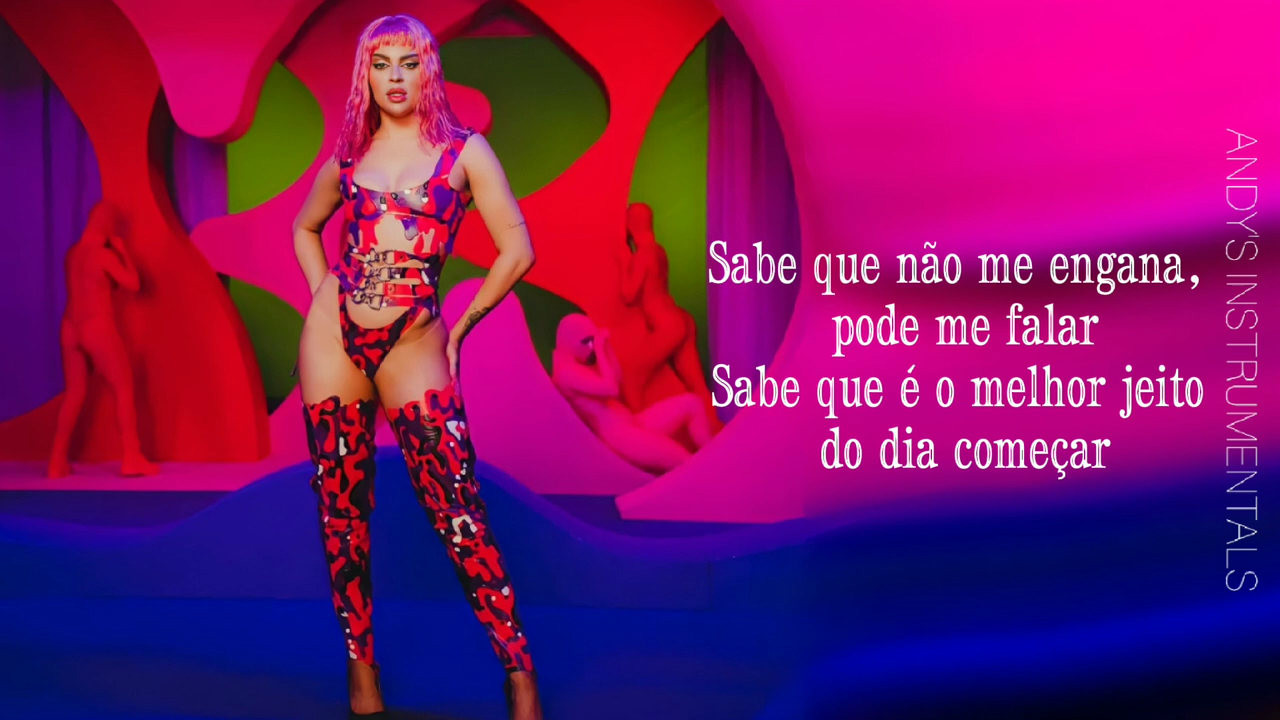 Sabe que não me engana,
pode me falar
Sabe que é o melhor jeito
do dia começar
ANDY'S INSTRUMENTALS